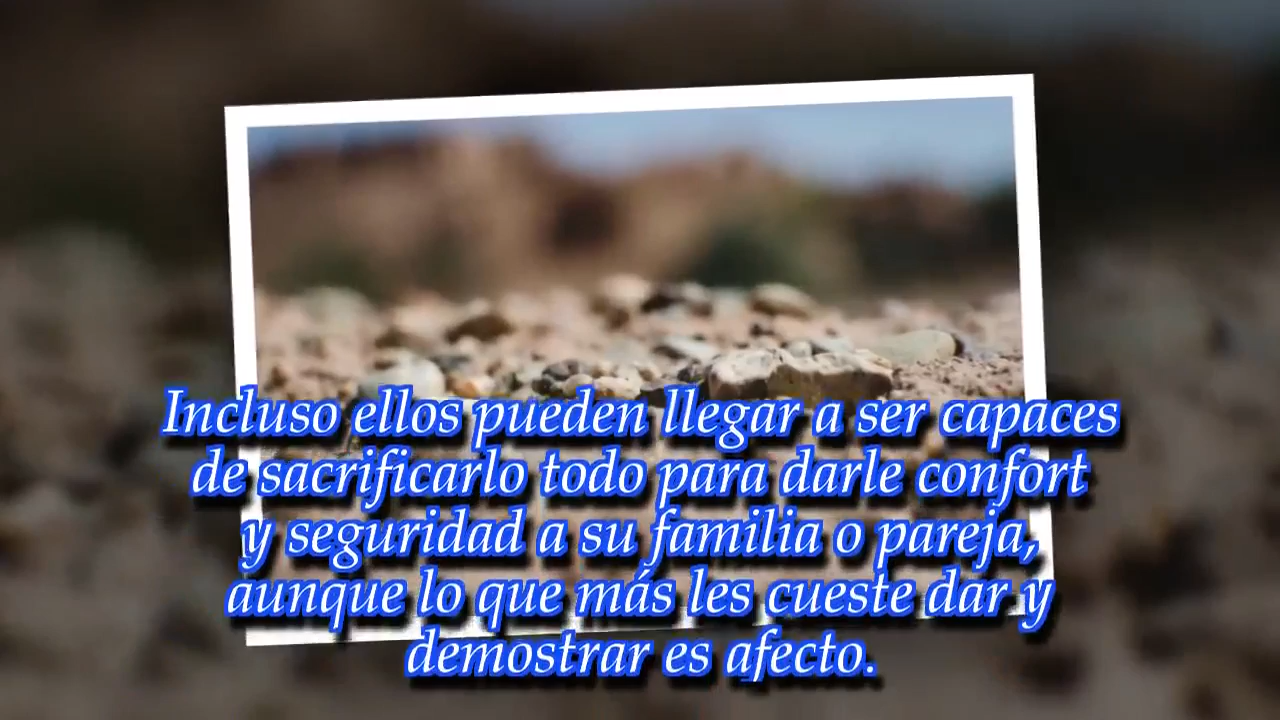 Incluso ellos pueden llegar a ser capaces
de sacrificarlo todo para darle confort
y seguridad a su familia o pareja,
aunque lo que más les cueste dar y
demostrar es afecto.